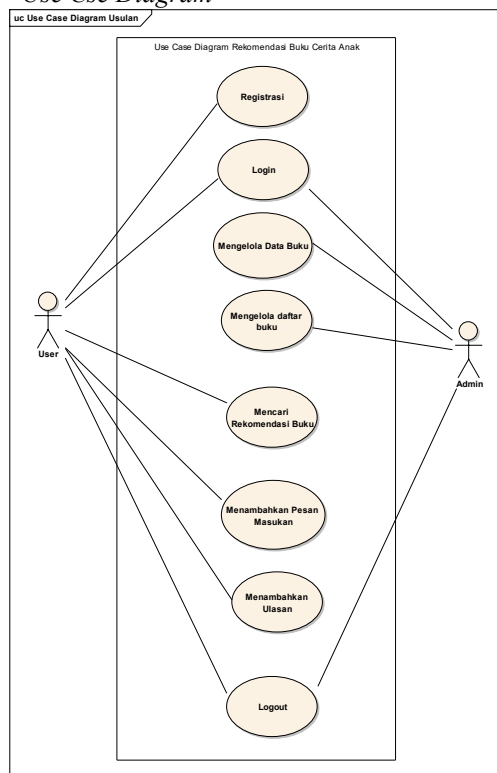 Use Cse Diagram
uc Use Case Diagram Usulan
Use Case Diagram Rekomendasi Buku Cerita Anak
Registrasi
Login
Mengelola Data Buku
Mengelola daftar
buku
User
Admin
Mencari
Rekomendasi Buku
Menambahkan Pesan
Masukan
Menambahkan
Ulasan
Logout